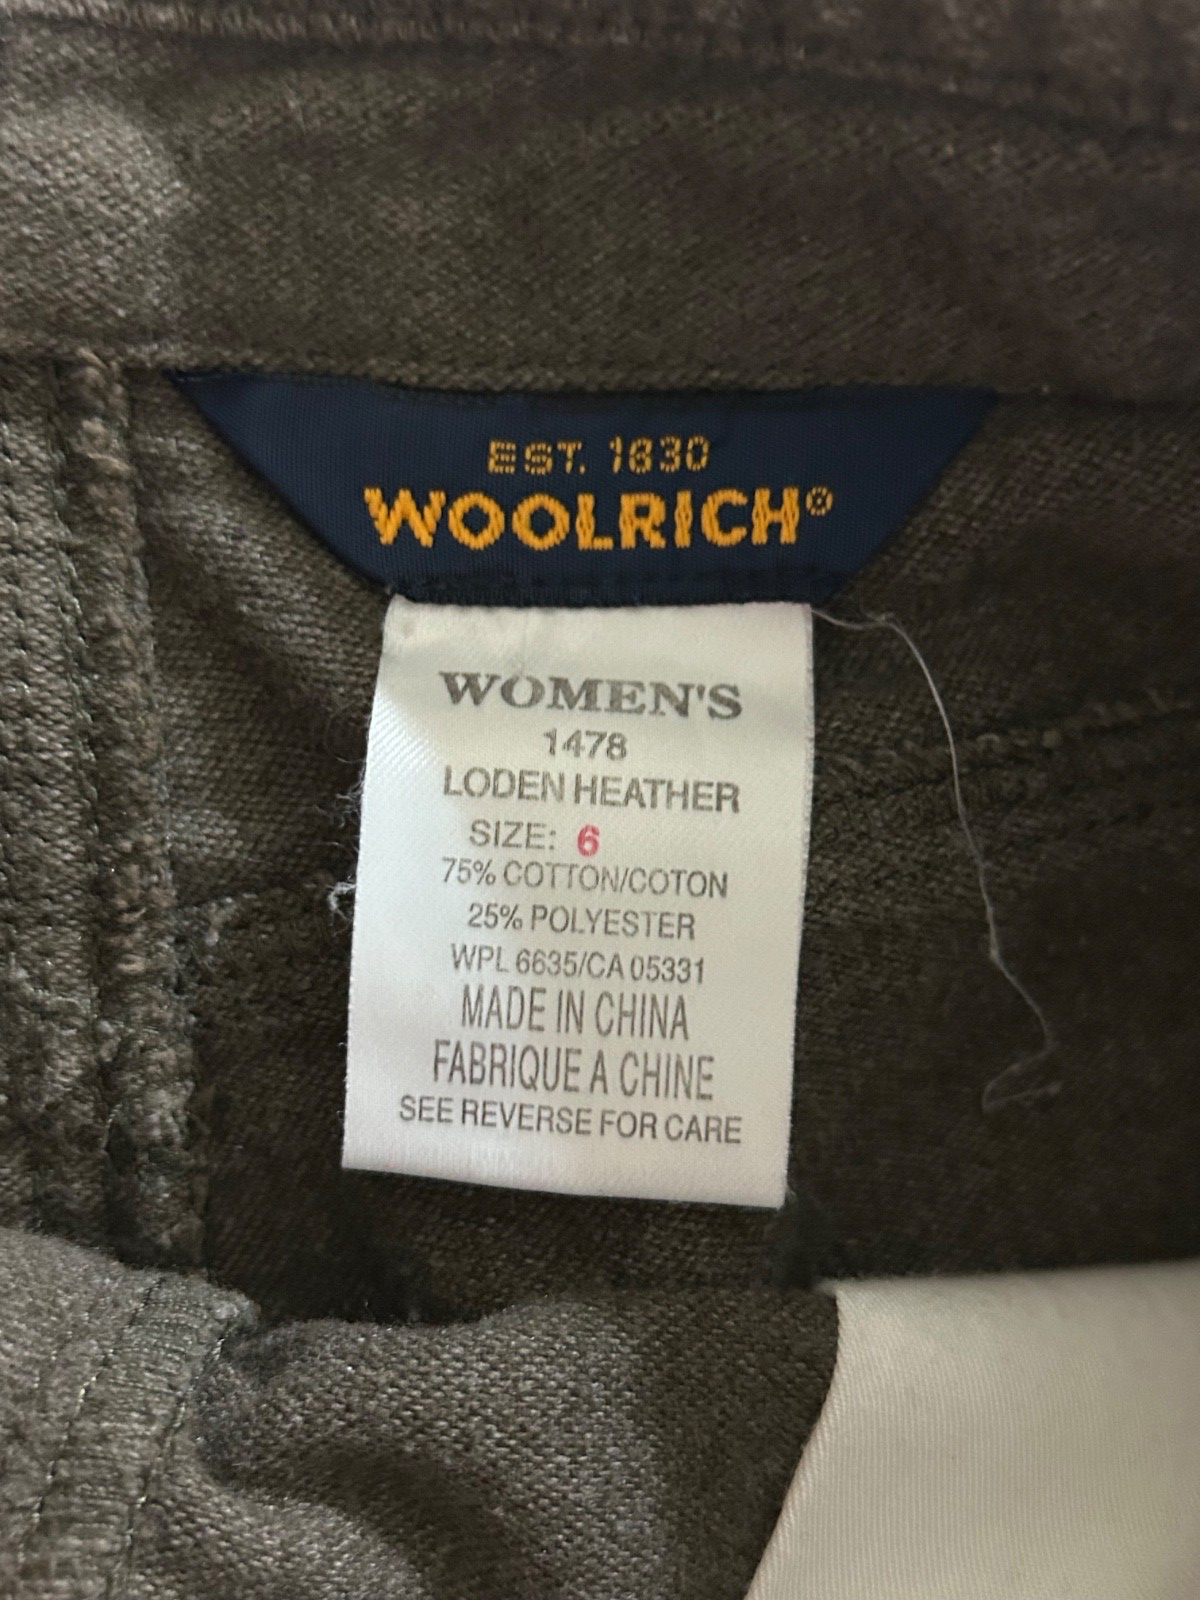 EST. 1830
WOOLRICH®
WOMEN'S
1478
LODEN HEATHER
SIZE: 6
75% COTTON/COTON
25% POLYESTER
WPL 6635/CA 05331
MADE IN CHINA
FABRIQUE A CHINE
SEE REVERSE FOR CARE